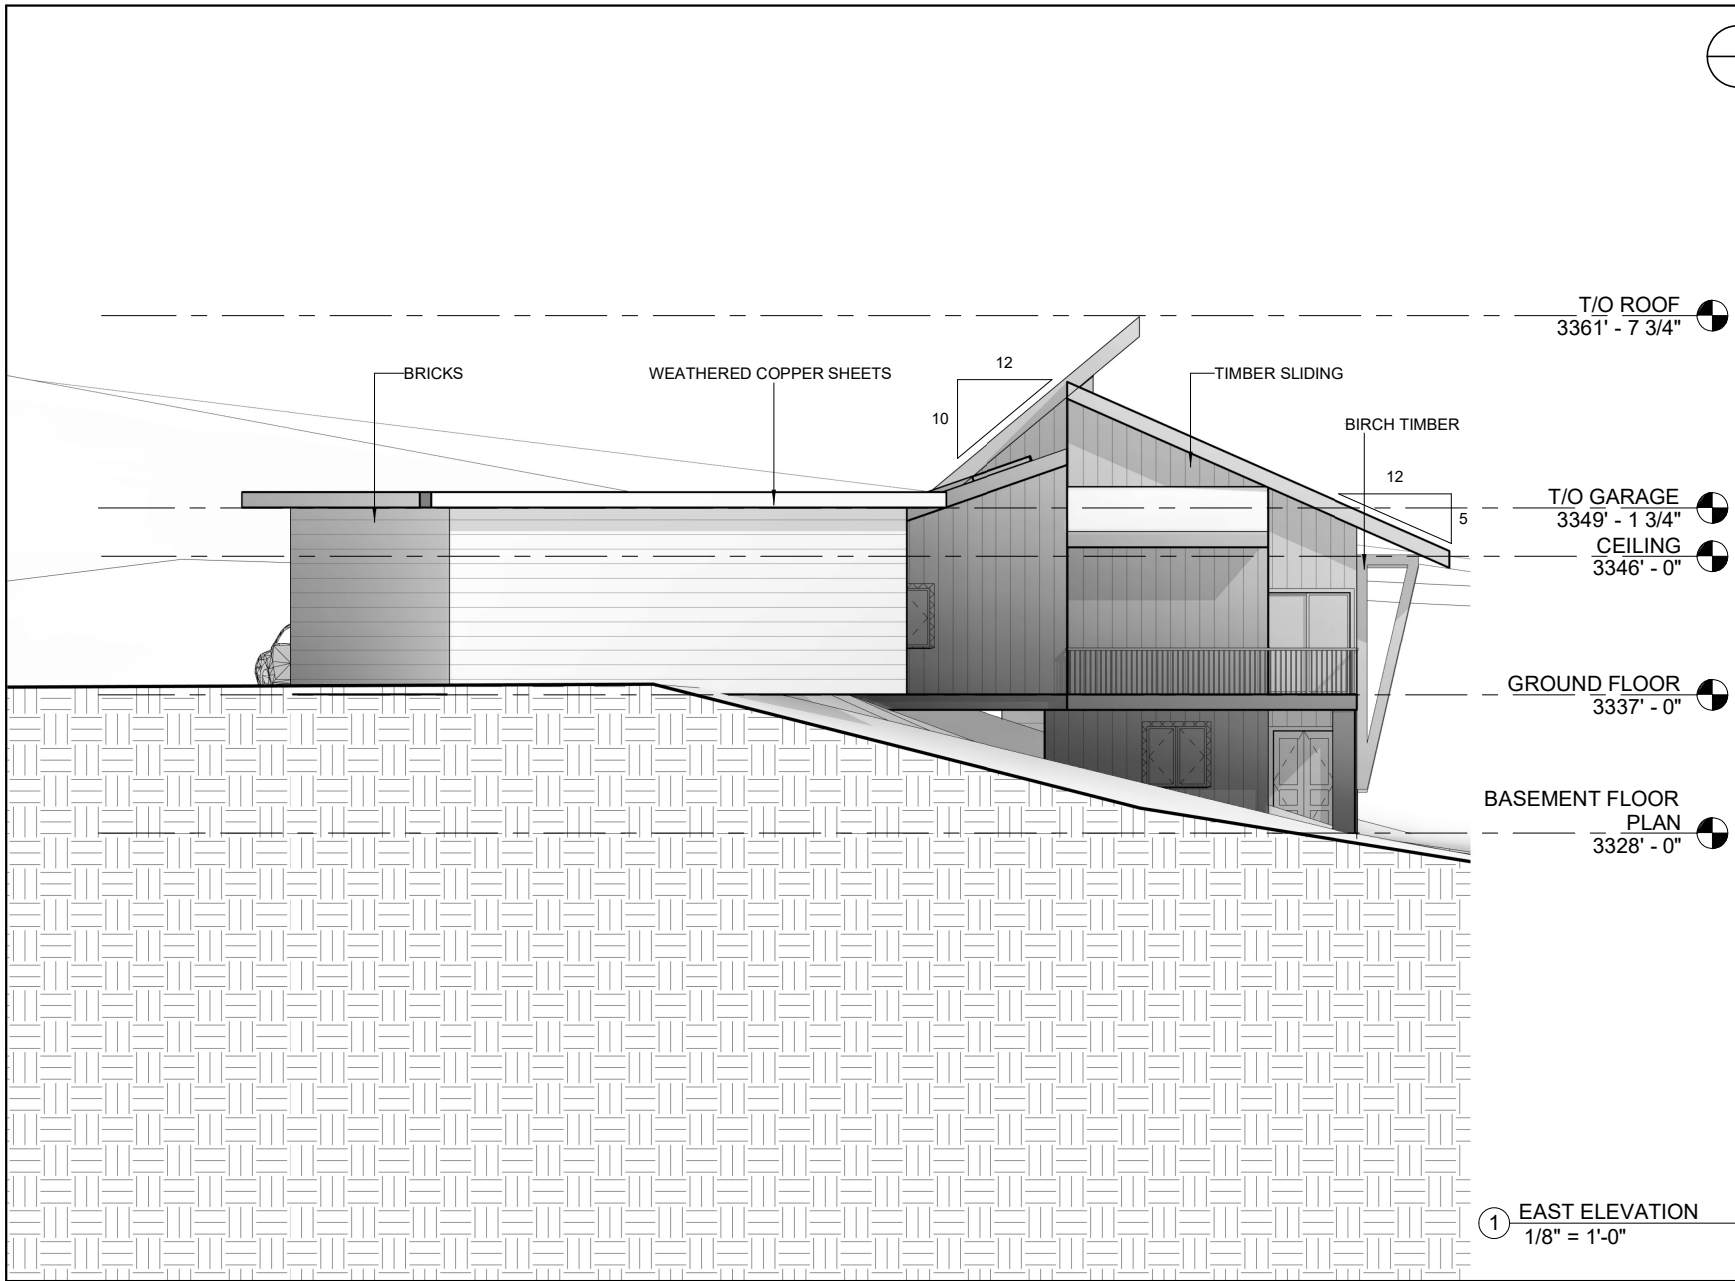 T/O ROOF
3361' - 7 3/4"
BRICKS
WEATHERED COPPER SHEETS
12
10
TIMBER SLIDING
BIRCH TIMBER
12
5
T/O GARAGE
3349' - 1 3/4"
CEILING
3346' - 0"
GROUND FLOOR
3337' - 0"
BASEMENT FLOOR
PLAN
3328' - 0"
1
EAST ELEVATION
1/8" = 1'-0"